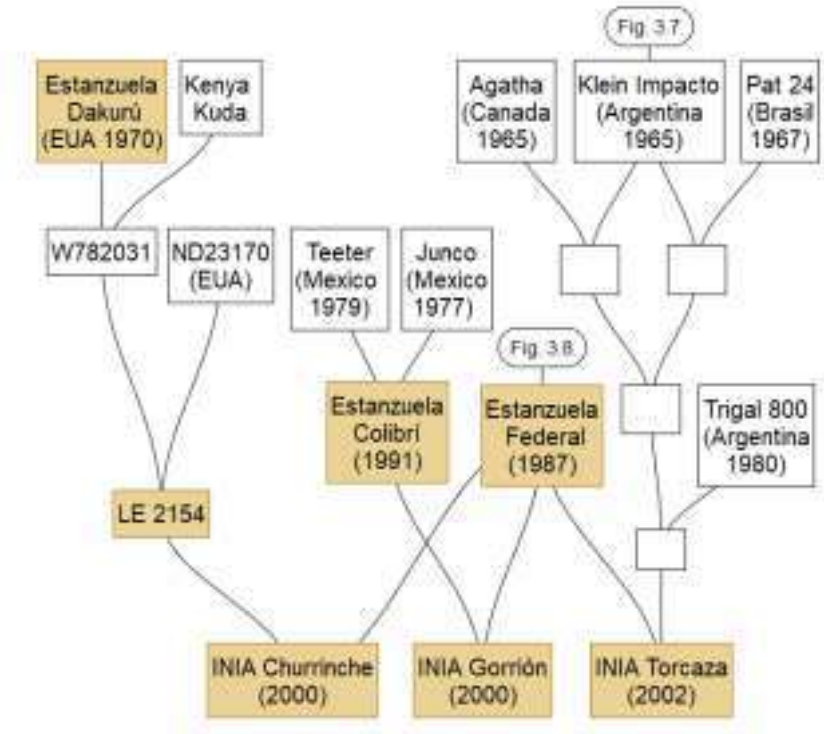 Fig. 3.7
Estanzuela
Dakurú
(EUA 1970)
Kenya
Kuda
Agatha
(Canada
1965)
Klein Impacto
(Argentina
1965)
Pat 24
(Brasil
1967)
W782031
ND23170
(EUA)
Teeter
(Mexico
1979)
Junco
(Mexico
1977)
Fig. 3.8
Estanzuela
Colibrí
(1991)
Estanzuela
Federal
(1987)
Trigal 800
(Argentina
1980)
LE 2154
INIA Churrinche
(2000)
INIA Gorrión
(2000)
INIA Torcaza
(2002)